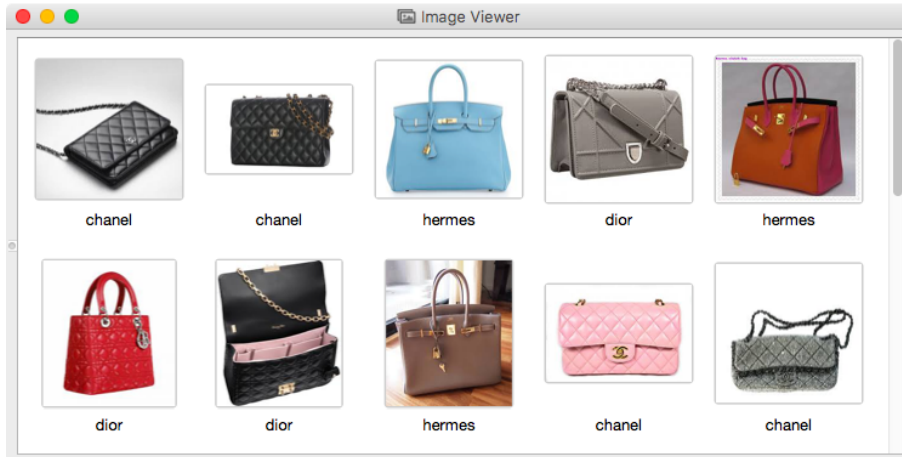 Image Viewer
chanel
chanel
hermes
dior
hermes
dior
dior
hermes
chanel
chanel